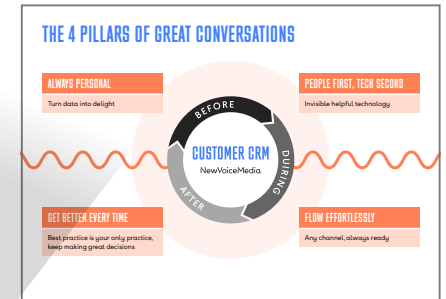 THE 4 PILLARS OF GREAT CONVERSATIONS
ALWAYS PERSONAL
Turn data into delight
PEOPLE FIRST, TECH SECOND
Invisible helpful technology
BEFORE
DUIRING
AFTER
CUSTOMER CRM
NewVoiceMedia
GET BETTER EVERY TIME
Best practice is your only practice,
keep making great decisions
FLOW EFFORTLESSLY
Any channel, always ready